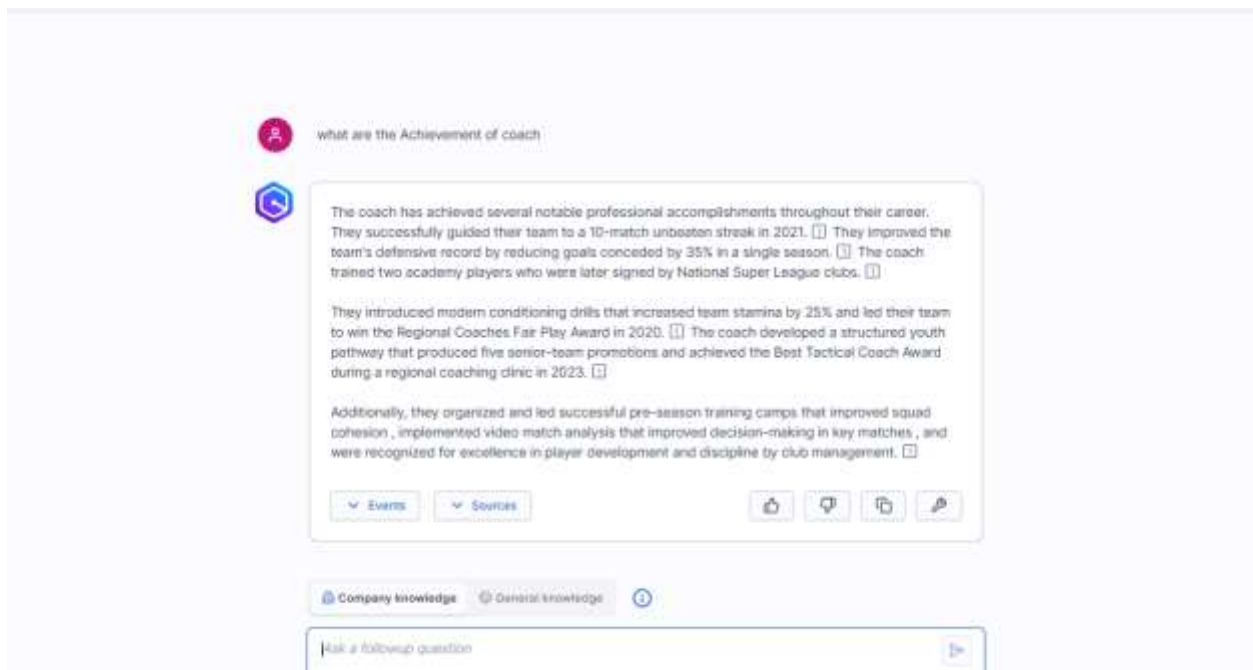 what are the Achievement of coach
The coach has achieved several notable professional accomplishments throughout their career.
They successfully guided their team to a 10-match unbeaten streak in 2021. [1] They improved the
team's defensive record by reducing goals conceded by 35% in a single season. [1] The coach
trained two academy players who were later signed by National Super League clubs. [1]
They introduced modern conditioning drills that increased team stamina by 25% and led their team
to win the Regional Coaches Fair Play Award in 2020. [1] The coach developed a structured youth
pathway that produced five senior-team promotions and achieved the Best Tactical Coach Award
during a regional coaching clinic in 2023. [1]
Additionally, they organized and led successful pre-season training camps that improved squad
cohesion , implemented video match analysis that improved decision-making in key matches , and
were recognized for excellence in player development and discipline by club management. [1]
Events Sources
Company knowledge General knowledge
Ask a followup question